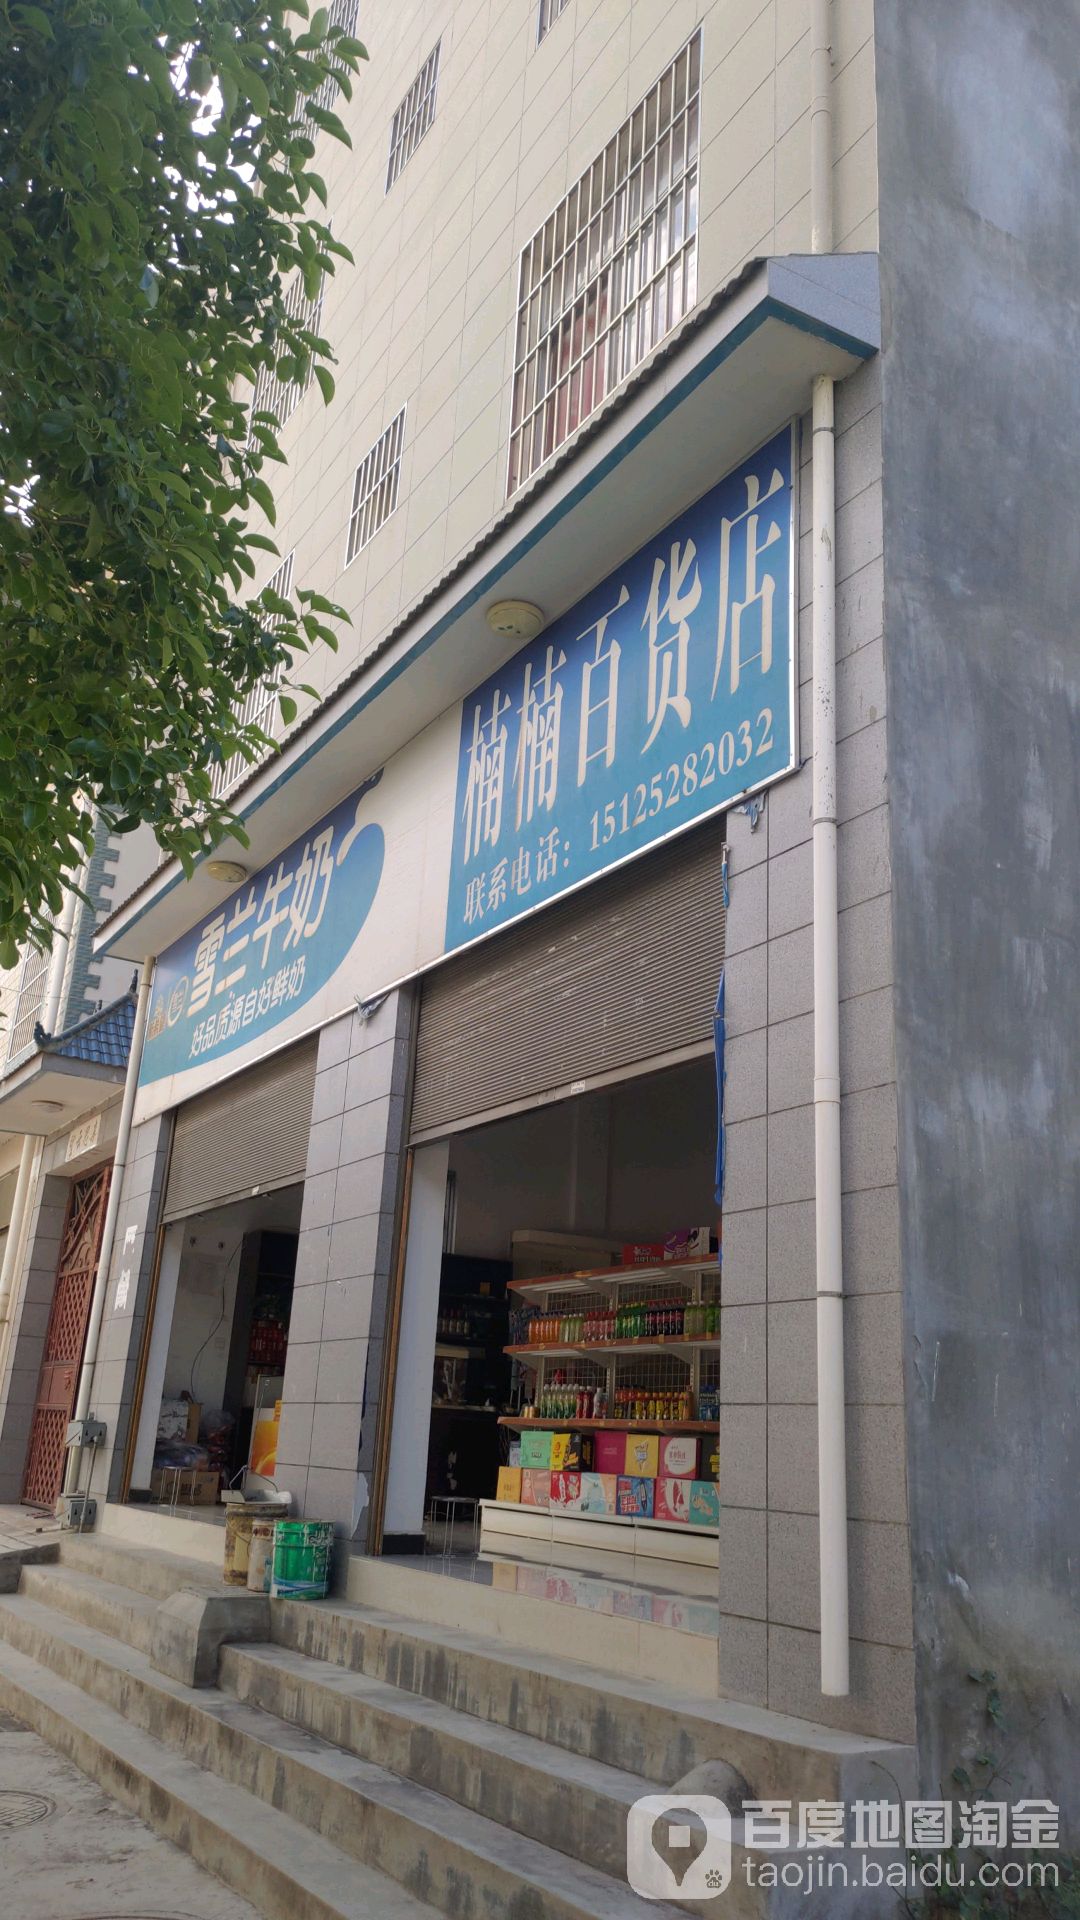 楠楠百货店
联系电话：15125282032
雪兰牛奶
好品质源自好鲜奶
百度地图淘金
taojin.baidu.com